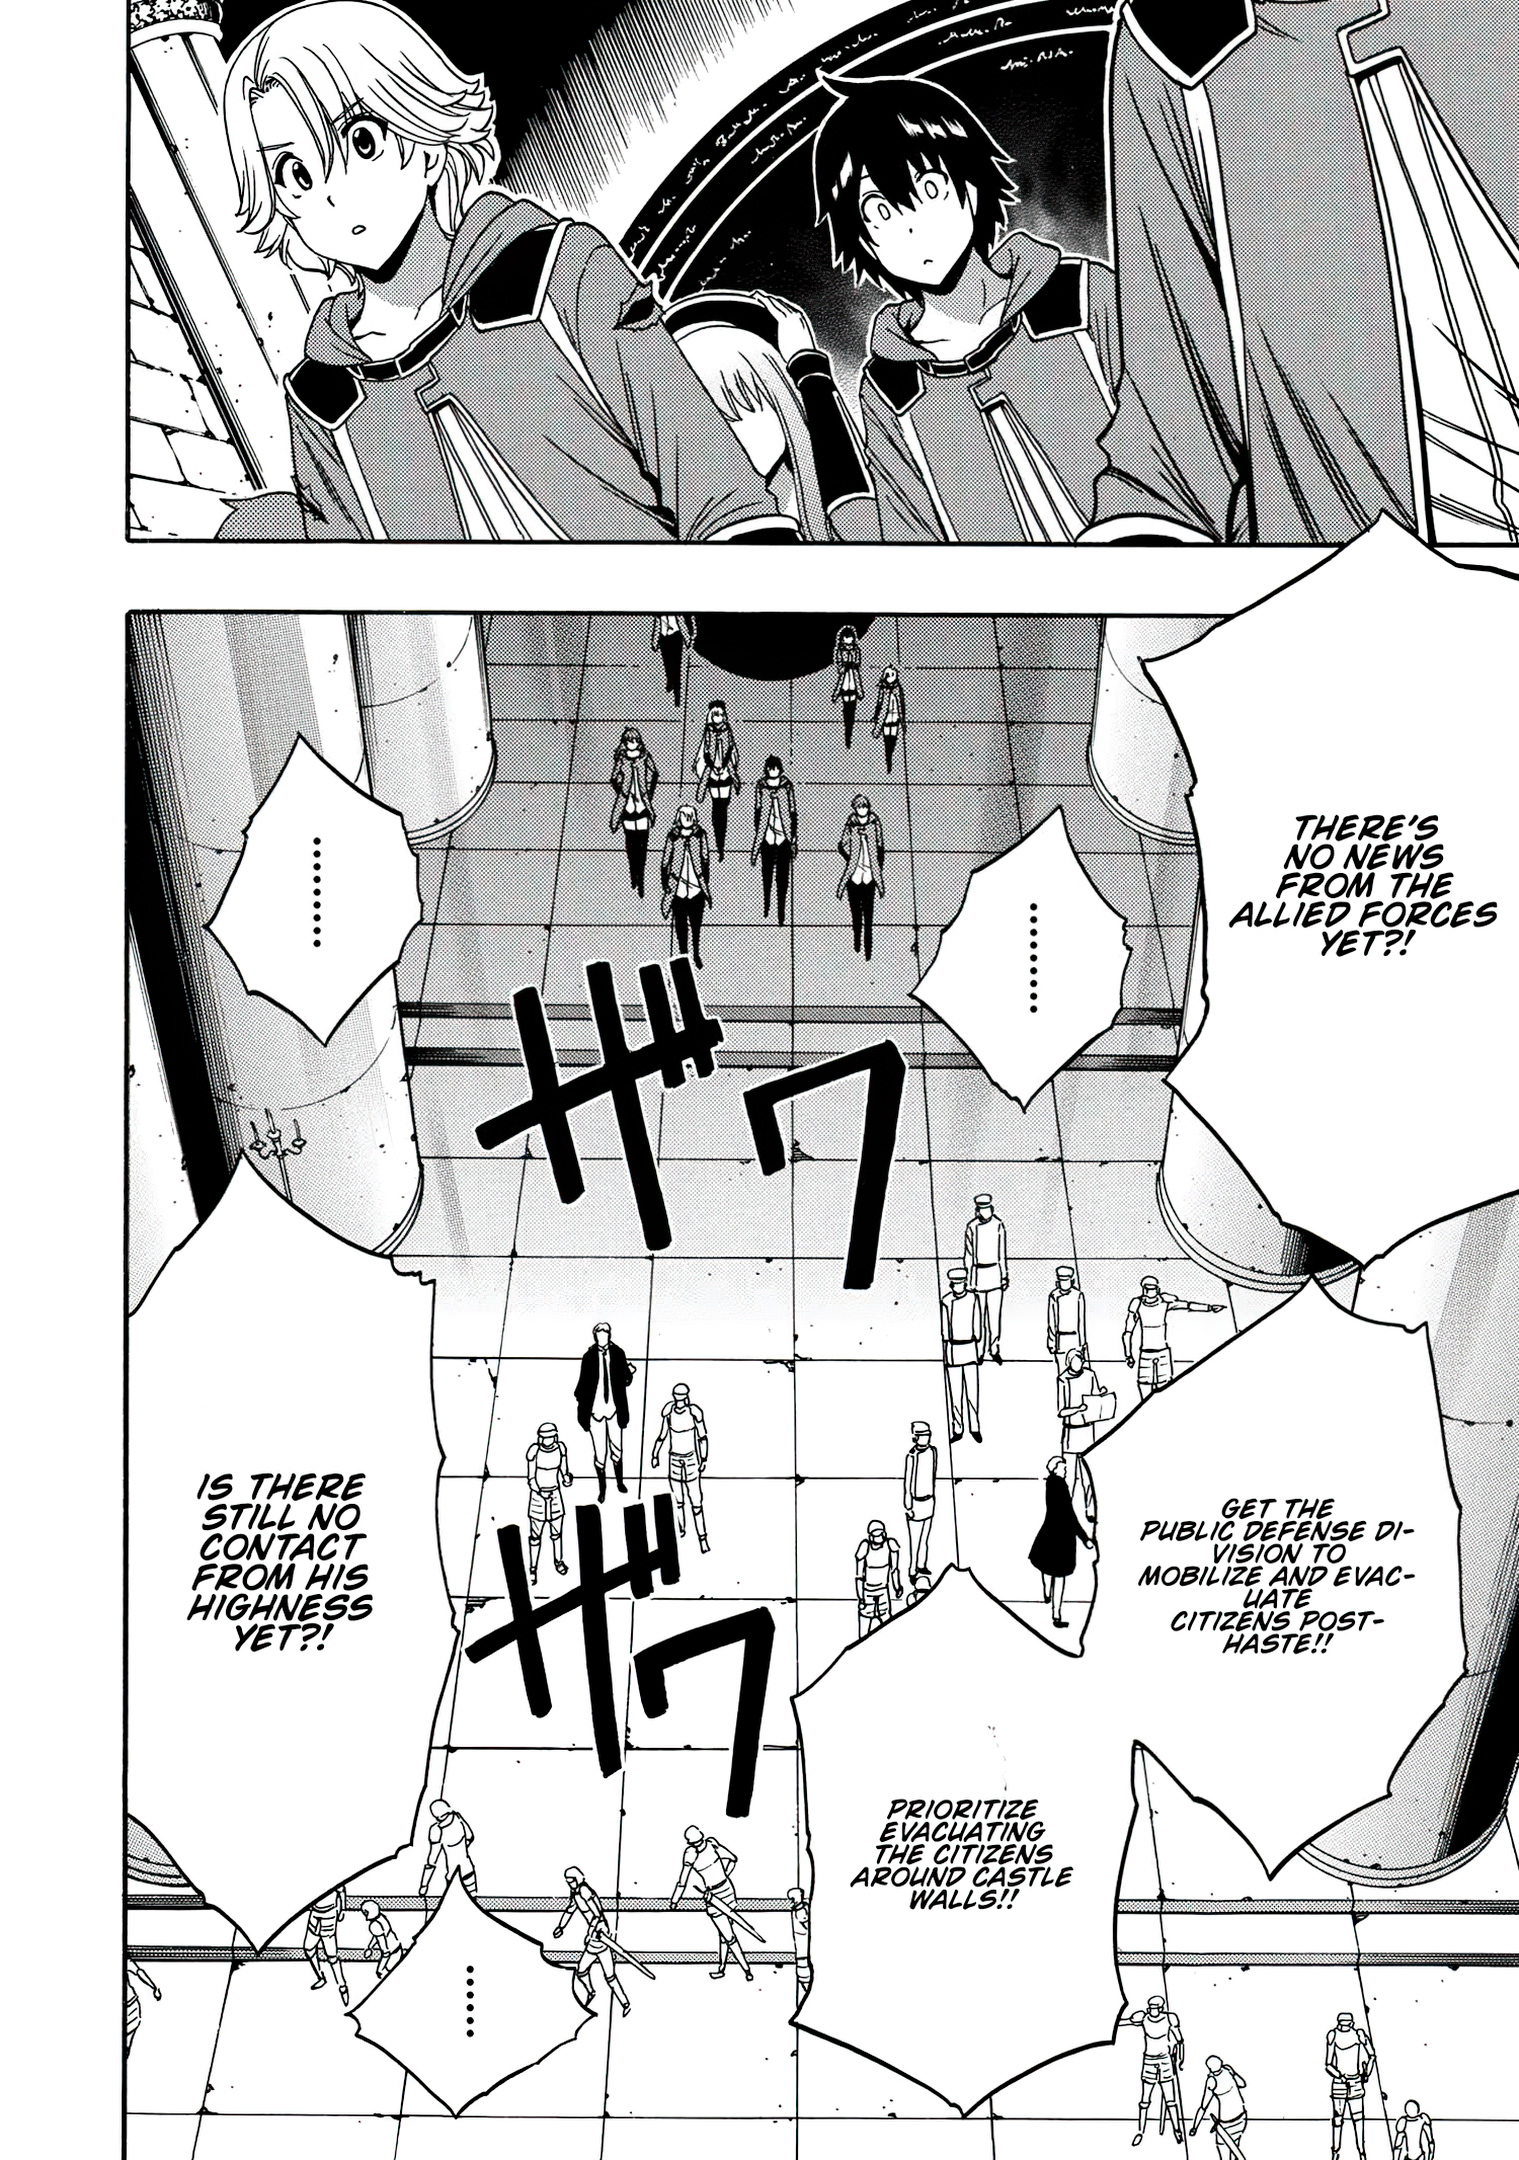 THERE'S
NO NEWS
FROM THE
ALLIED FORCES
YET?!
.........
.........
ザワ
GET THE
PUBLIC DEFENSE DI-
VISION TO
MOBILIZE AND EVAC-
UATE
CITIZENS POST-
HASTE!!
IS THERE
STILL NO
CONTACT
FROM HIS
HIGHNESS
YET?!
ザワ
PRIORITIZE
EVACUATING
THE CITIZENS
AROUND CASTLE
WALLS!!
......